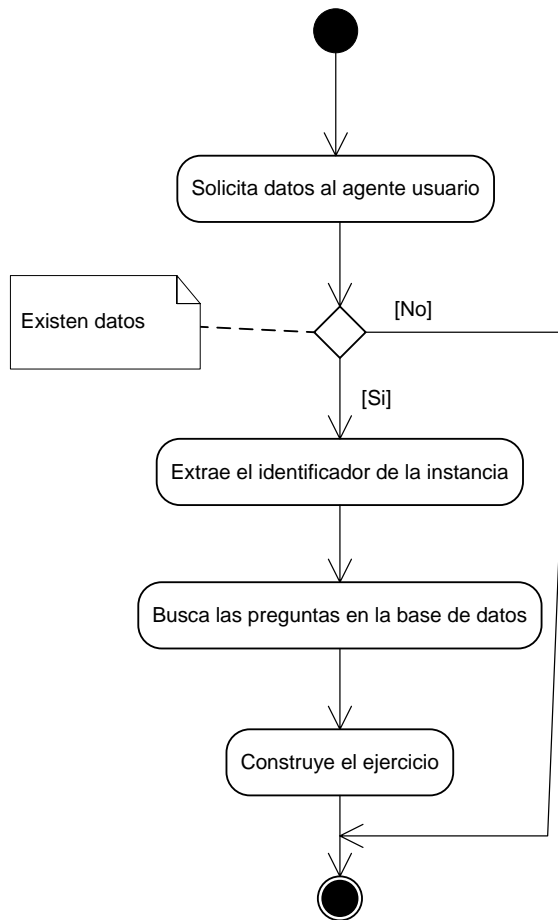 Solicita datos al agente usuario
[No]
Existen datos
[Si]
Extrae el identificador de la instancia
Busca las preguntas en la base de datos
Construye el ejercicio